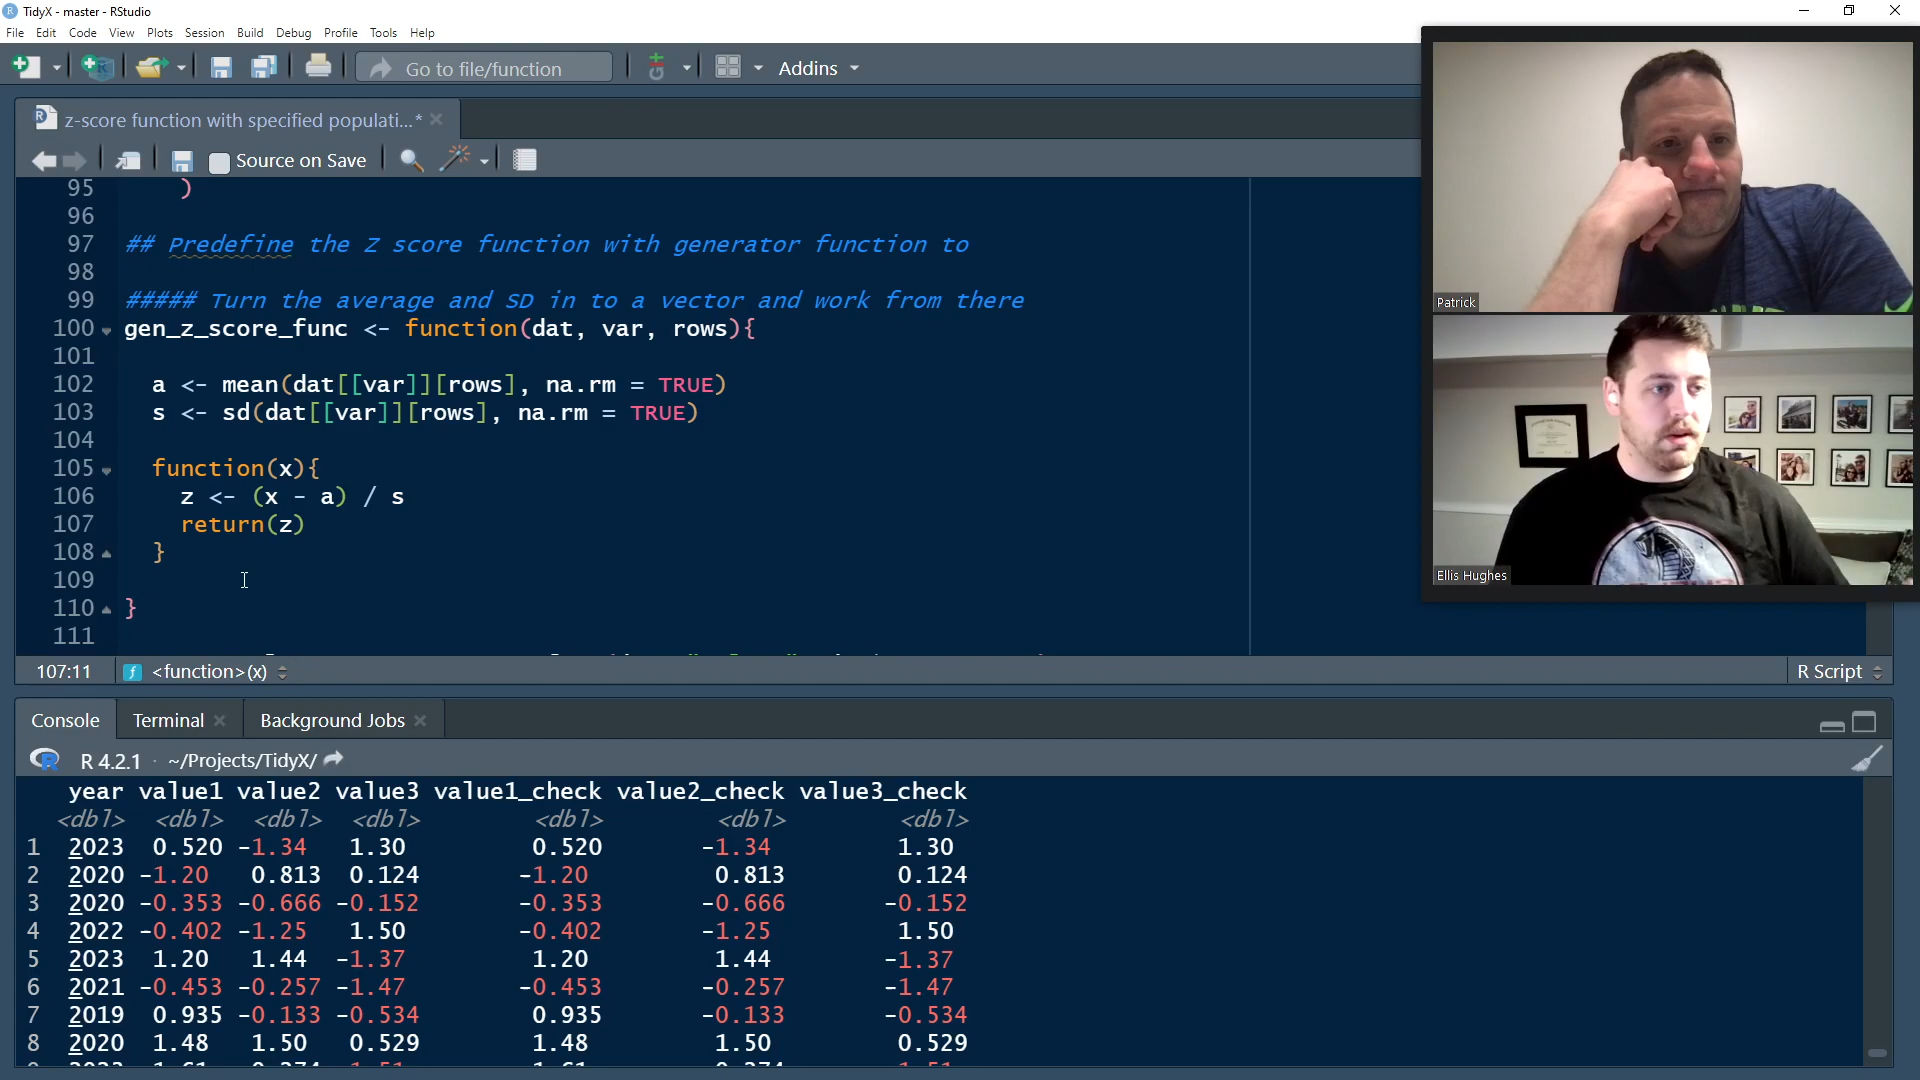 TidyX - master - RStudio
File Edit Code View Plots Session Build Debug Profile Tools Help
Go to file/function Addins
z-score function with specified populati...*
Source on Save
95 )
96
97 ## Predefine the Z score function with generator function to
98
99 ##### Turn the average and SD in to a vector and work from there
100 gen_z_score_func <- function(dat, var, rows){
101
102 a <- mean(dat[[var]][rows], na.rm = TRUE)
103 s <- sd(dat[[var]][rows], na.rm = TRUE)
104
105 function(x){
106 z <- (x - a) / s
107 return(z)
108 }
109
110 }
111
107:11 <function>(x) R Script
Console Terminal Background Jobs
R 4.2.1 · ~/Projects/TidyX/
year value1 value2 value3 value1_check value2_check value3_check
<dbl> <dbl> <dbl> <dbl> <dbl> <dbl> <dbl>
1 2023 0.520 -1.34 1.30 0.520 -1.34 1.30
2 2020 -1.20 0.813 0.124 -1.20 0.813 0.124
3 2020 -0.353 -0.666 -0.152 -0.353 -0.666 -0.152
4 2022 -0.402 -1.25 1.50 -0.402 -1.25 1.50
5 2023 1.20 1.44 -1.37 1.20 1.44 -1.37
6 2021 -0.453 -0.257 -1.47 -0.453 -0.257 -1.47
7 2019 0.935 -0.133 -0.534 0.935 -0.133 -0.534
8 2020 1.48 1.50 0.529 1.48 1.50 0.529
Patrick
Ellis Hughes